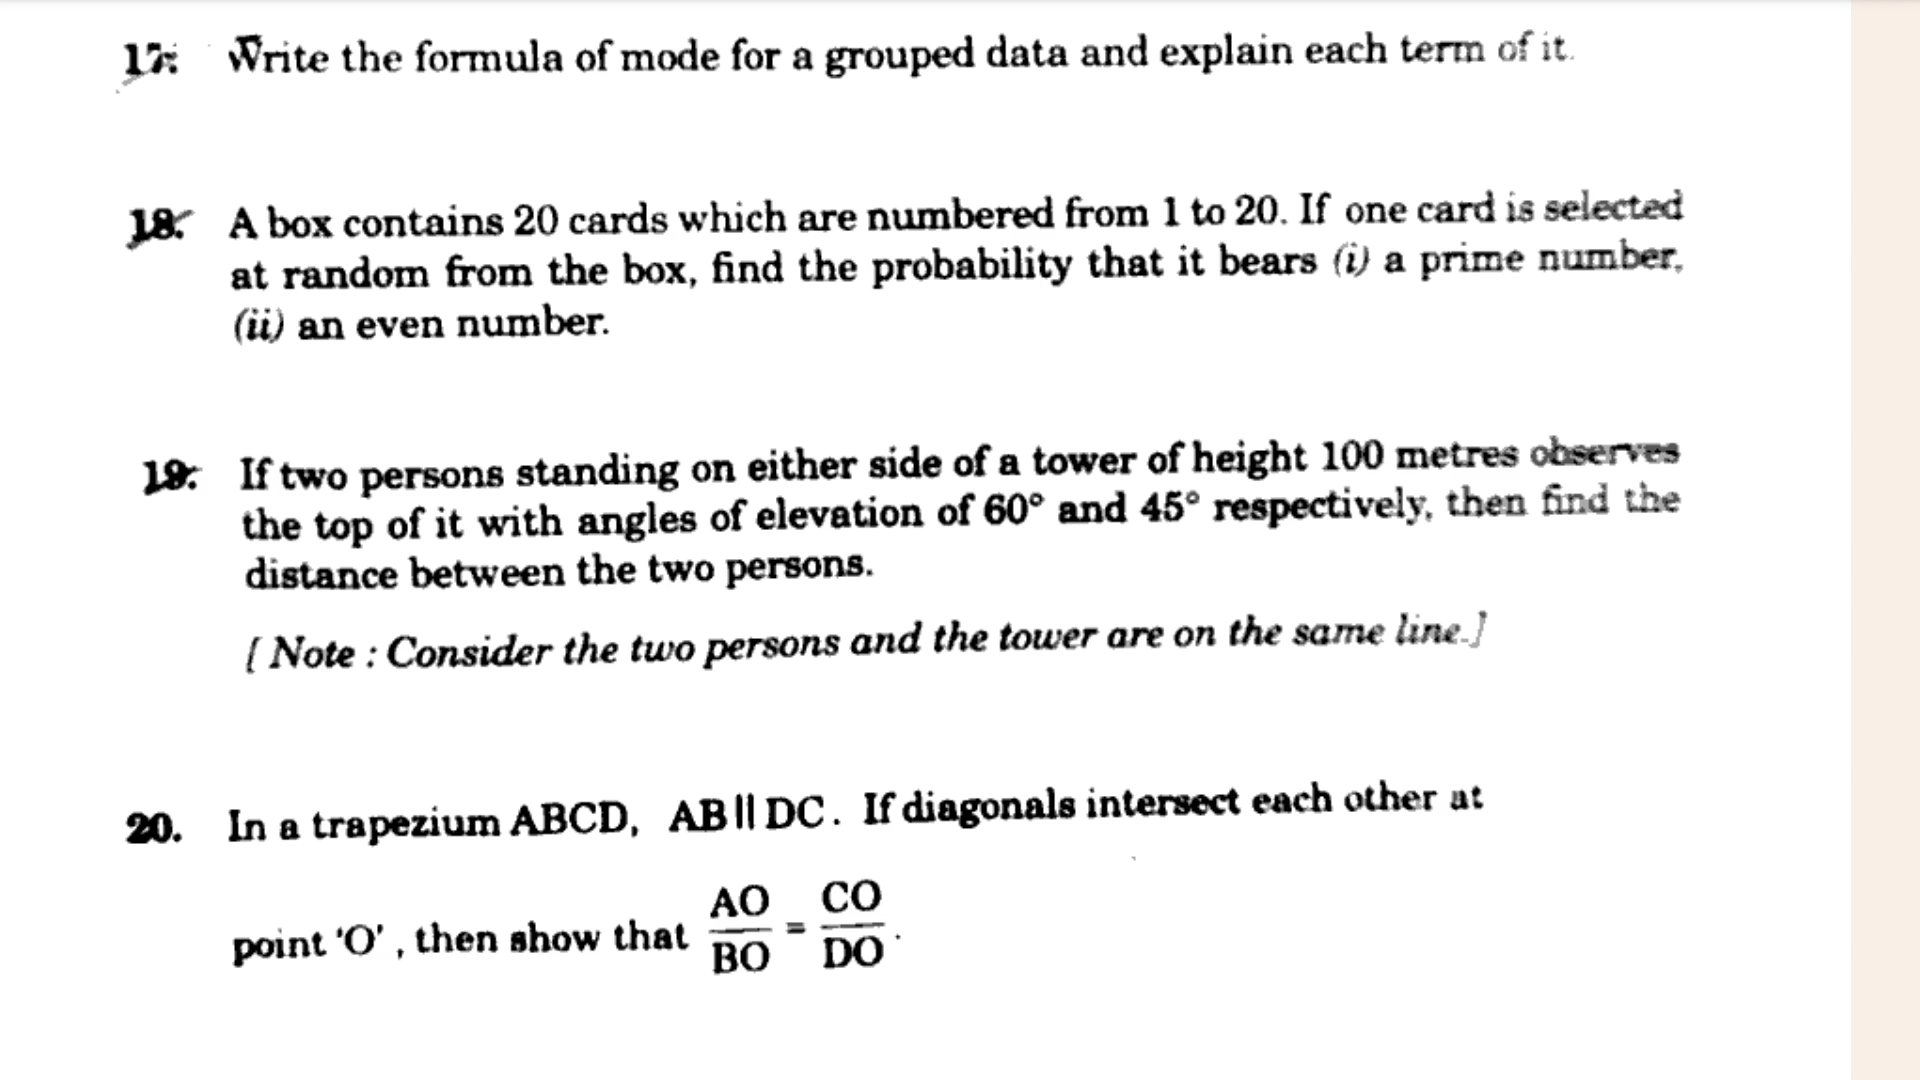 17. Write the formula of mode for a grouped data and explain each term of it.
18. A box contains 20 cards which are numbered from 1 to 20. If one card is selected
at random from the box, find the probability that it bears (i) a prime number,
(ii) an even number.
19. If two persons standing on either side of a tower of height 100 metres observes
the top of it with angles of elevation of 60° and 45° respectively, then find the
distance between the two persons.
[ Note : Consider the two persons and the tower are on the same line.]
20. In a trapezium ABCD, AB || DC. If diagonals intersect each other at
point 'O', then show that AO/BO = CO/DO.